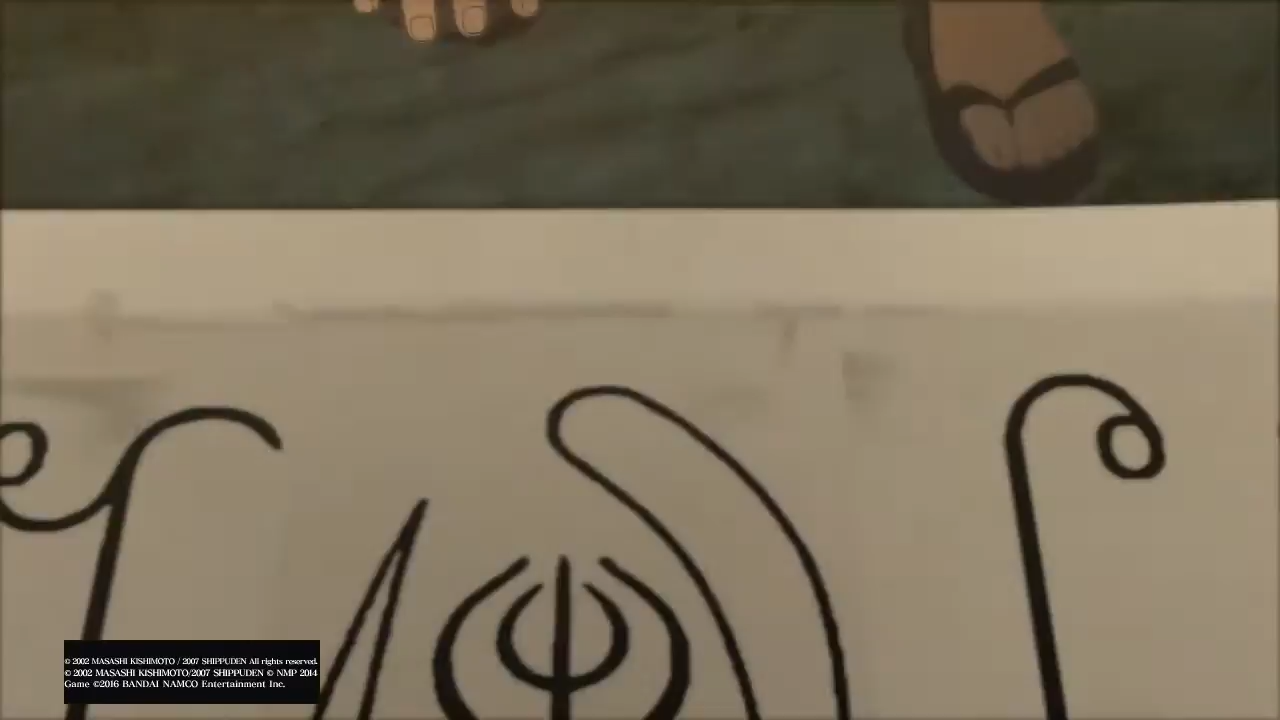 © 2002 MASASHI KISHIMOTO / 2007 SHIPPUDEN All rights reserved.
© 2002 MASASHI KISHIMOTO/2007 SHIPPUDEN © NMP 2014
Game ©2016 BANDAI NAMCO Entertainment Inc.